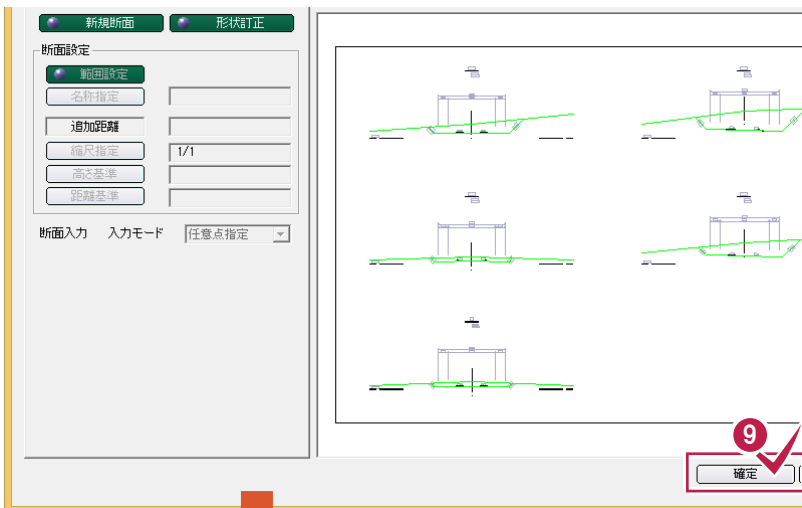 新規断面 形状訂正
断面設定
範囲設定
名称指定
追加距離
縮尺指定 1/1
高さ基準
距離基準
断面入力 入力モード 任意点指定
9
確定